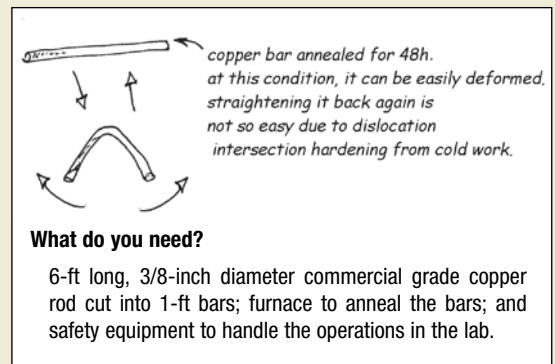 copper bar annealed for 48h.
at this condition, it can be easily deformed.
straightening it back again is
not so easy due to dislocation
intersection hardening from cold work.
What do you need?
6-ft long, 3/8-inch diameter commercial grade copper
rod cut into 1-ft bars; furnace to anneal the bars; and
safety equipment to handle the operations in the lab.